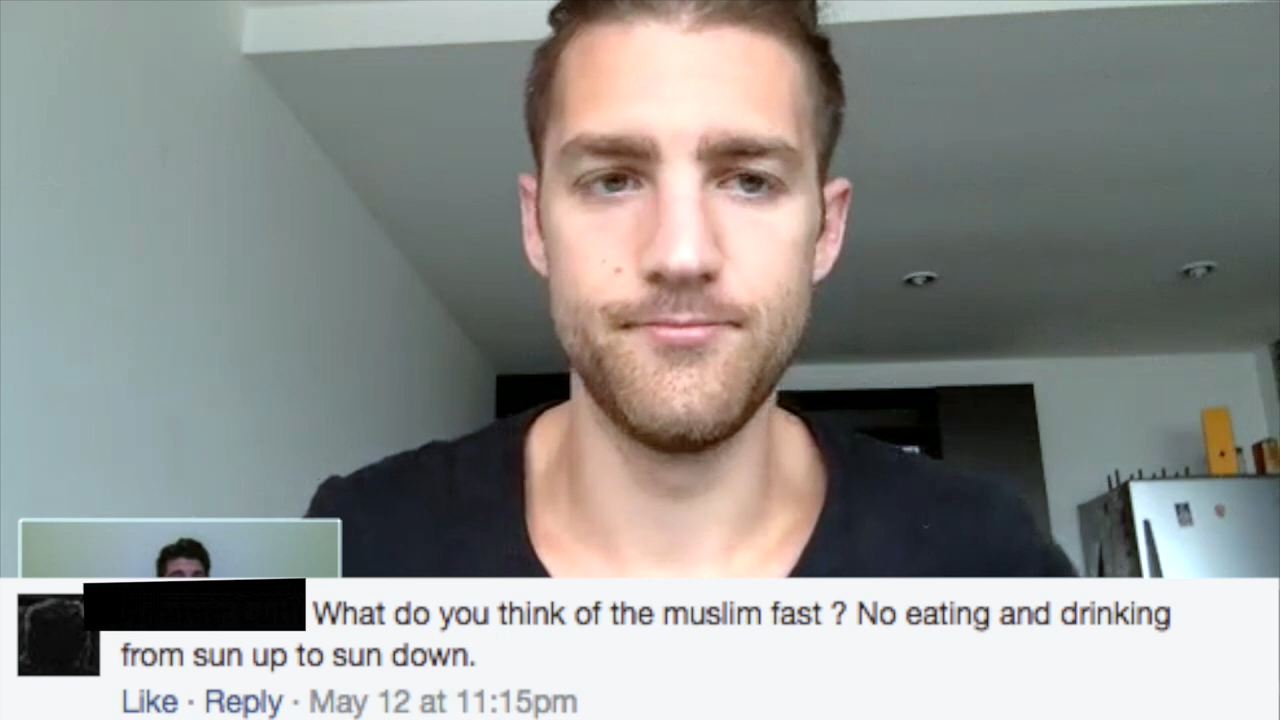 What do you think of the muslim fast ? No eating and drinking
from sun up to sun down.
Like · Reply · May 12 at 11:15pm